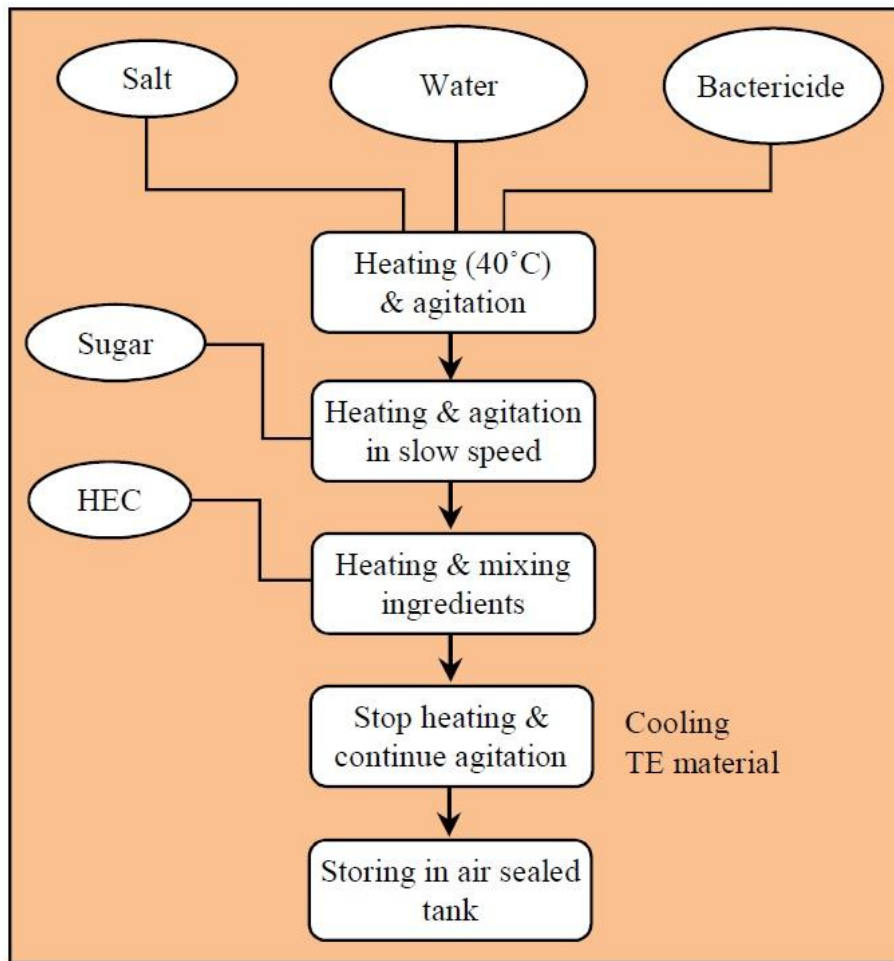 Salt
Water
Bactericide
Heating (40˚C)
& agitation
Sugar
Heating & agitation
in slow speed
HEC
Heating & mixing
ingredients
Stop heating &
continue agitation
Cooling
TE material
Storing in air sealed
tank